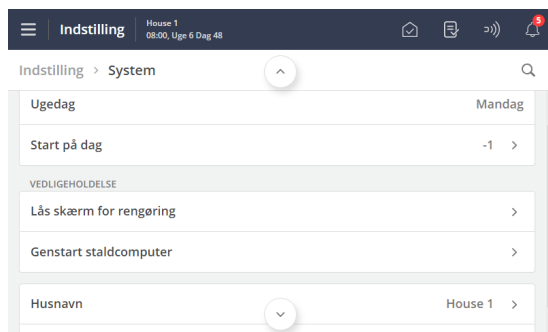 Indstilling
House 1
08:00, Uge 6 Dag 48
5
Indstilling > System
Ugedag Mandag
Start på dag -1 >
VEDLIGEHOLDELSE
Lås skærm for rengøring >
Genstart staldcomputer >
Husnavn House 1 >